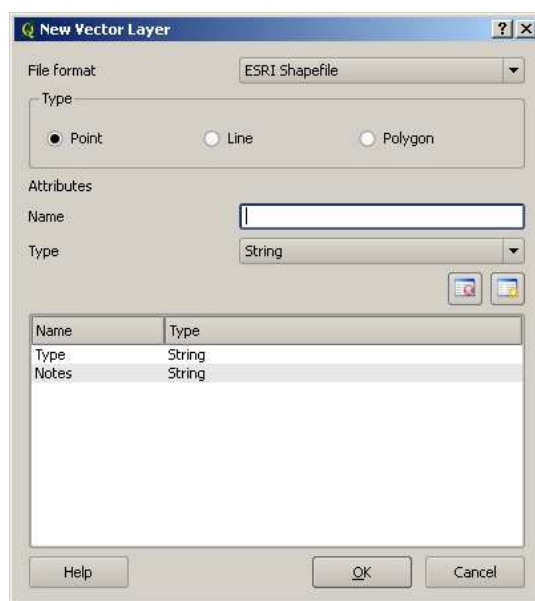 New Vector Layer
File format ESRI Shapefile
Type
Point Line Polygon
Attributes
Name
Type String
Name Type
Type String
Notes String
Help OK Cancel